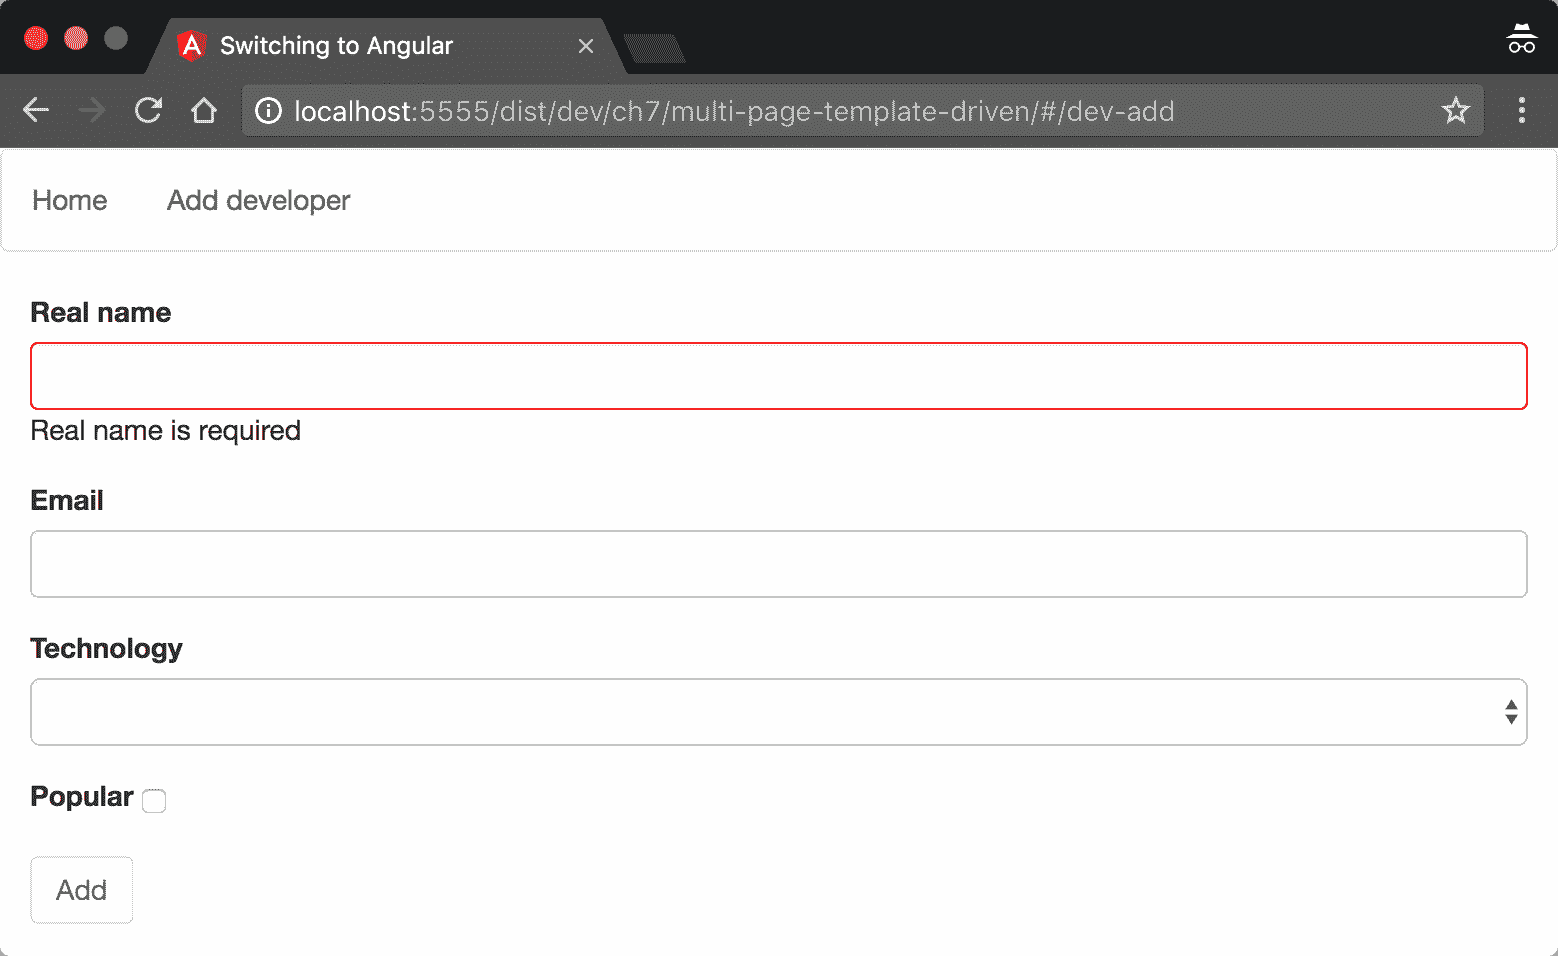 Switching to Angular
localhost:5555/dist/dev/ch7/multi-page-template-driven/#/dev-add
Home Add developer
Real name
Real name is required
Email
Technology
Popular
Add